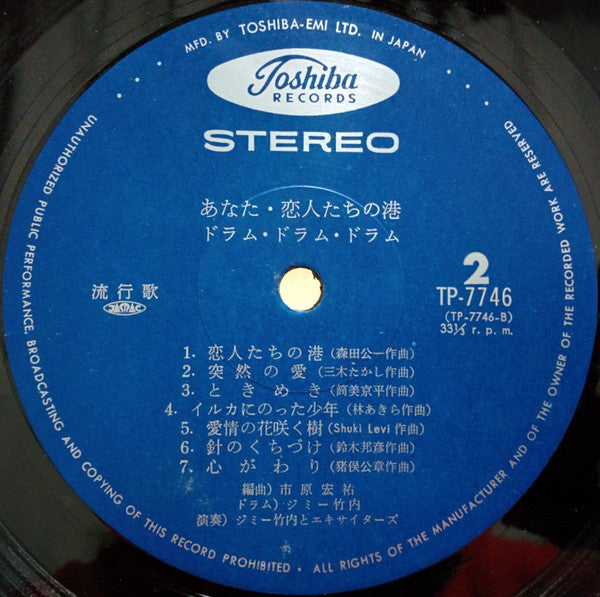 MFD. BY TOSHIBA-EMI LTD. IN JAPAN
Toshiba
RECORDS
STEREO
あなた・恋人たちの港
ドラム・ドラム・ドラム
流行歌
JASRAC
2
TP-7746
(TP-7746-B)
33⅓ r. p. m.
1. 恋人たちの港 (森田公一作曲)
2. 突然の愛 (三木たかし作曲)
3. ときめき (筒美京平作曲)
4. イルカにのった少年 (林あきら作曲)
5. 愛情の花咲く樹 (Shuki Levi 作曲)
6. 針のくちづけ (鈴木邦彦作曲)
7. 心がわり (猪俣公章作曲)
編曲) 市原宏祐
ドラム) ジミー竹内
演奏) ジミー竹内とエキサイターズ
UNAUTHORIZED PUBLIC PERFORMANCE, BROADCASTING AND COPYING OF THIS RECORD PROHIBITED • ALL RIGHTS OF THE MANUFACTURER AND OF THE OWNER OF THE RECORDED WORK ARE RESERVED